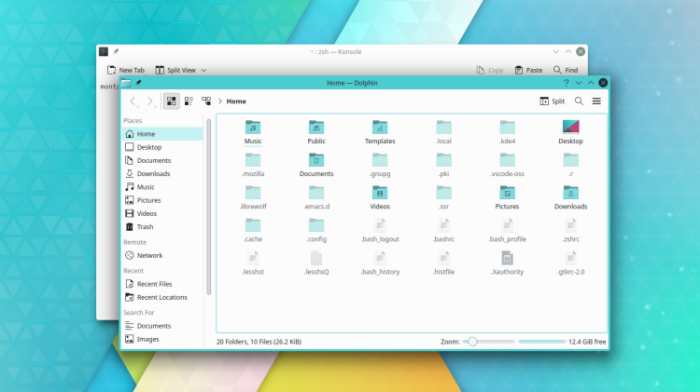 ~ : zsh — Konsole
New Tab Split View Copy Paste Find
Home — Dolphin
Home Split
Places
Home
Desktop
Documents
Downloads
Music
Pictures
Videos
Trash
Remote
Network
Recent
Recent Files
Recent Locations
Search For
Documents
Images
Music Public Templates .local .kde4 Desktop
.mozilla Documents .gnupg .pki .vscode-oss .r
.librewolf .emacs.d Videos .ssr Pictures Downloads
.cache .config .bash_logout .bashrc .bash_profile .zshrc
.lesshst .lesshsQ .bash_history .histfile .Xauthority .gtkrc-2.0
20 Folders, 10 Files (26.2 KiB) Zoom: 12.4 GiB free